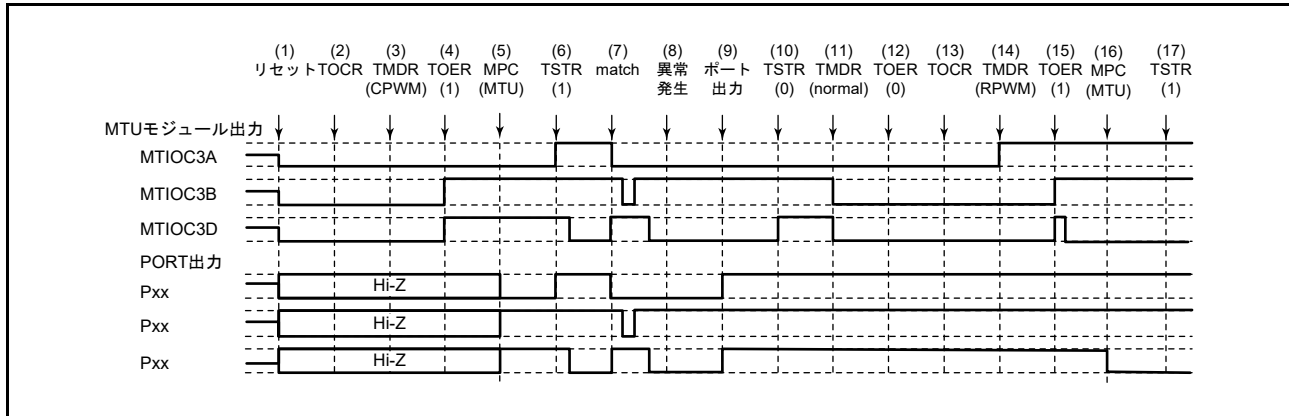 (1) (2) (3) (4) (5) (6) (7) (8) (9) (10) (11) (12) (13) (14) (15) (16) (17)
リセット TOCR TMDR TOER MPC TSTR match 異常 ポート TSTR TMDR TOER TOCR TMDR TOER MPC TSTR
(CPWM) (1) (MTU) (1) 発生 出力 (0) (normal) (0) (RPWM) (1) (MTU) (1)
MTUモジュール出力
MTIOC3A
MTIOC3B
MTIOC3D
PORT出力
Pxx Hi-Z
Pxx Hi-Z
Pxx Hi-Z